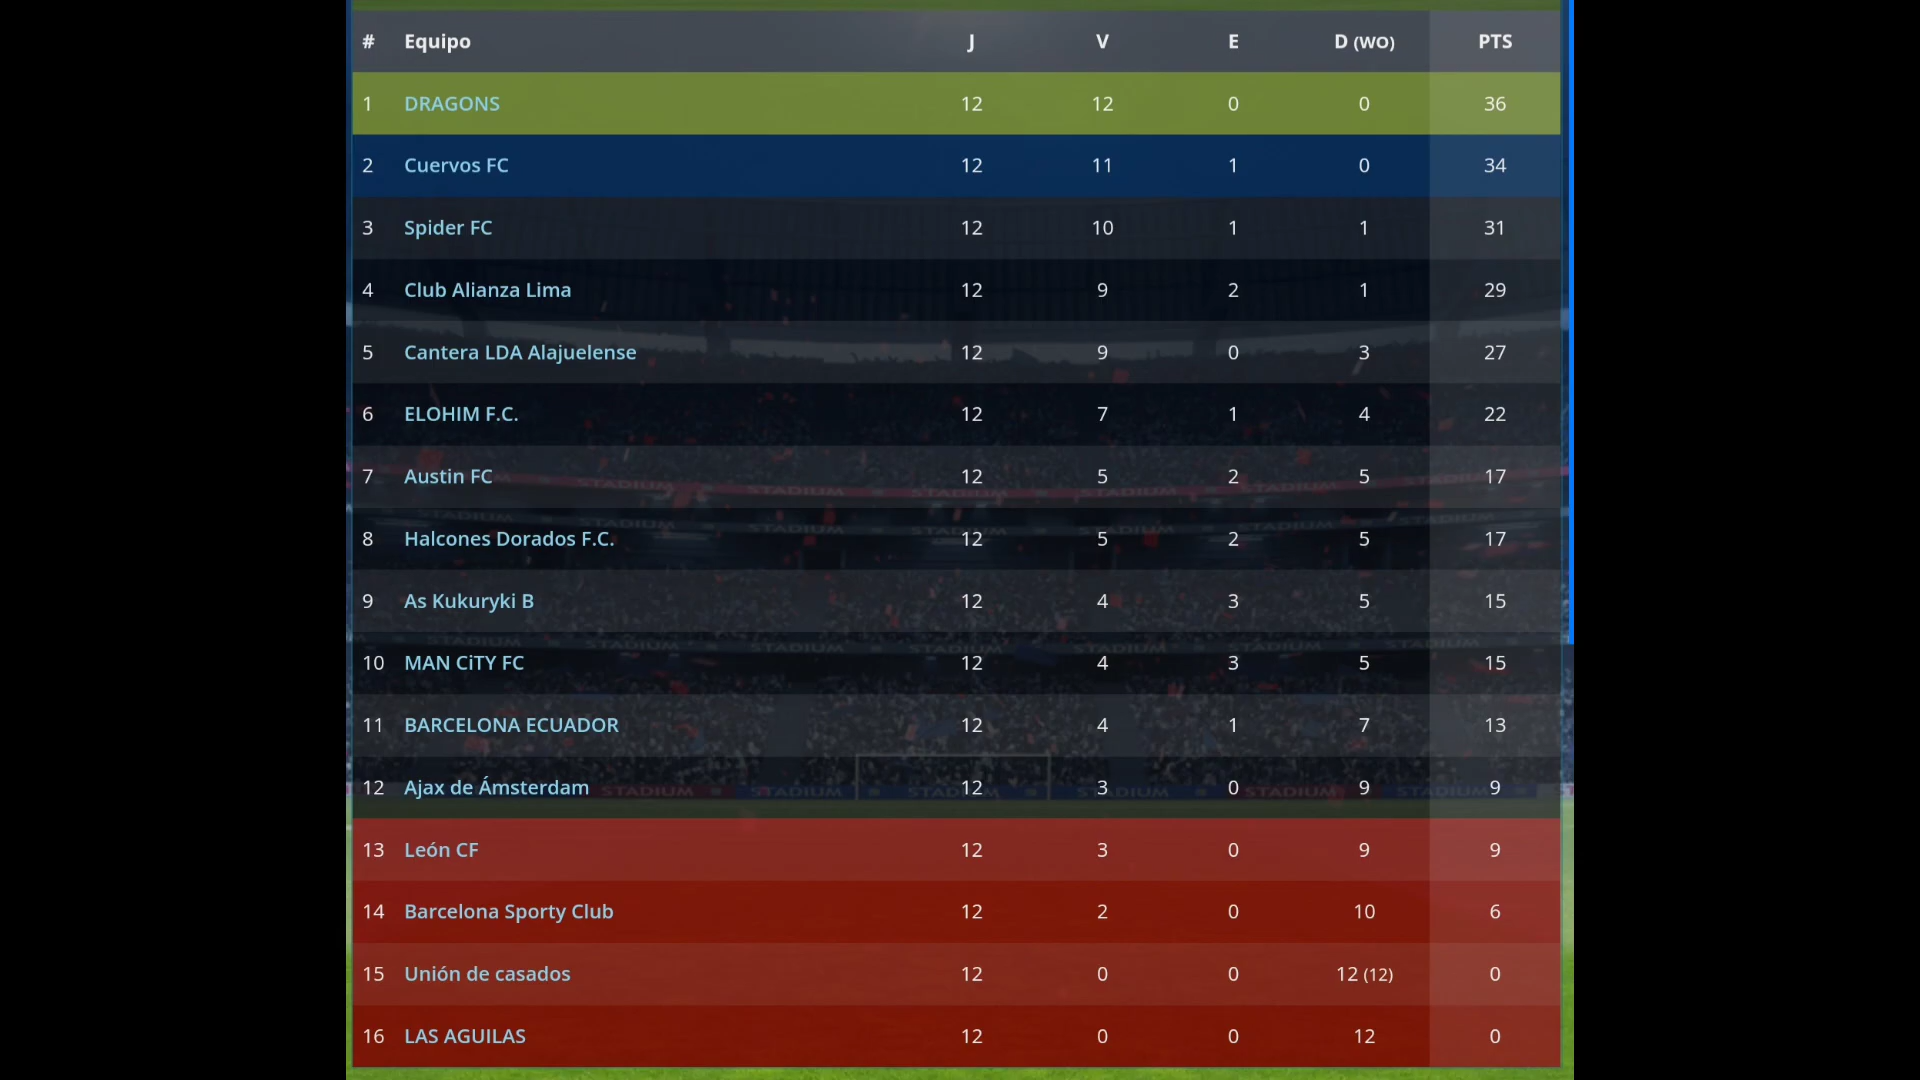 # Equipo J V E D (WO) PTS
1 DRAGONS 12 12 0 0 36
2 Cuervos FC 12 11 1 0 34
3 Spider FC 12 10 1 1 31
4 Club Alianza Lima 12 9 2 1 29
5 Cantera LDA Alajuelense 12 9 0 3 27
6 ELOHIM F.C. 12 7 1 4 22
7 Austin FC 12 5 2 5 17
8 Halcones Dorados F.C. 12 5 2 5 17
9 As Kukuryki B 12 4 3 5 15
10 MAN CiTY FC 12 4 3 5 15
11 BARCELONA ECUADOR 12 4 1 7 13
12 Ajax de Ámsterdam 12 3 0 9 9
13 León CF 12 3 0 9 9
14 Barcelona Sporty Club 12 2 0 10 6
15 Unión de casados 12 0 0 12 (12) 0
16 LAS AGUILAS 12 0 0 12 0